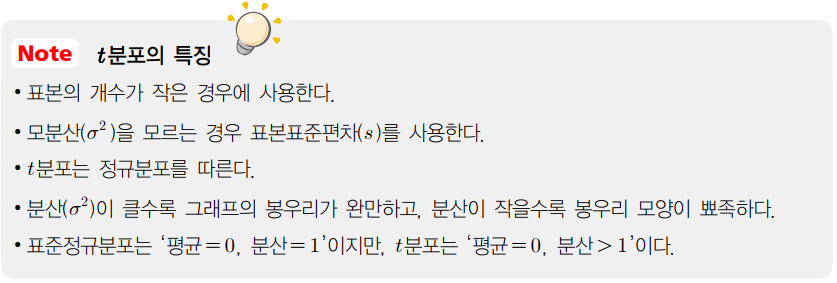 Note t분포의 특징
• 표본의 개수가 작은 경우에 사용한다.
• 모분산(σ²)을 모르는 경우 표본표준편차(s)를 사용한다.
• t분포는 정규분포를 따른다.
• 분산(σ²)이 클수록 그래프의 봉우리가 완만하고, 분산이 작을수록 봉우리 모양이 뾰족하다.
• 표준정규분포는 ‘평균=0, 분산=1’이지만, t분포는 ‘평균=0, 분산>1’이다.